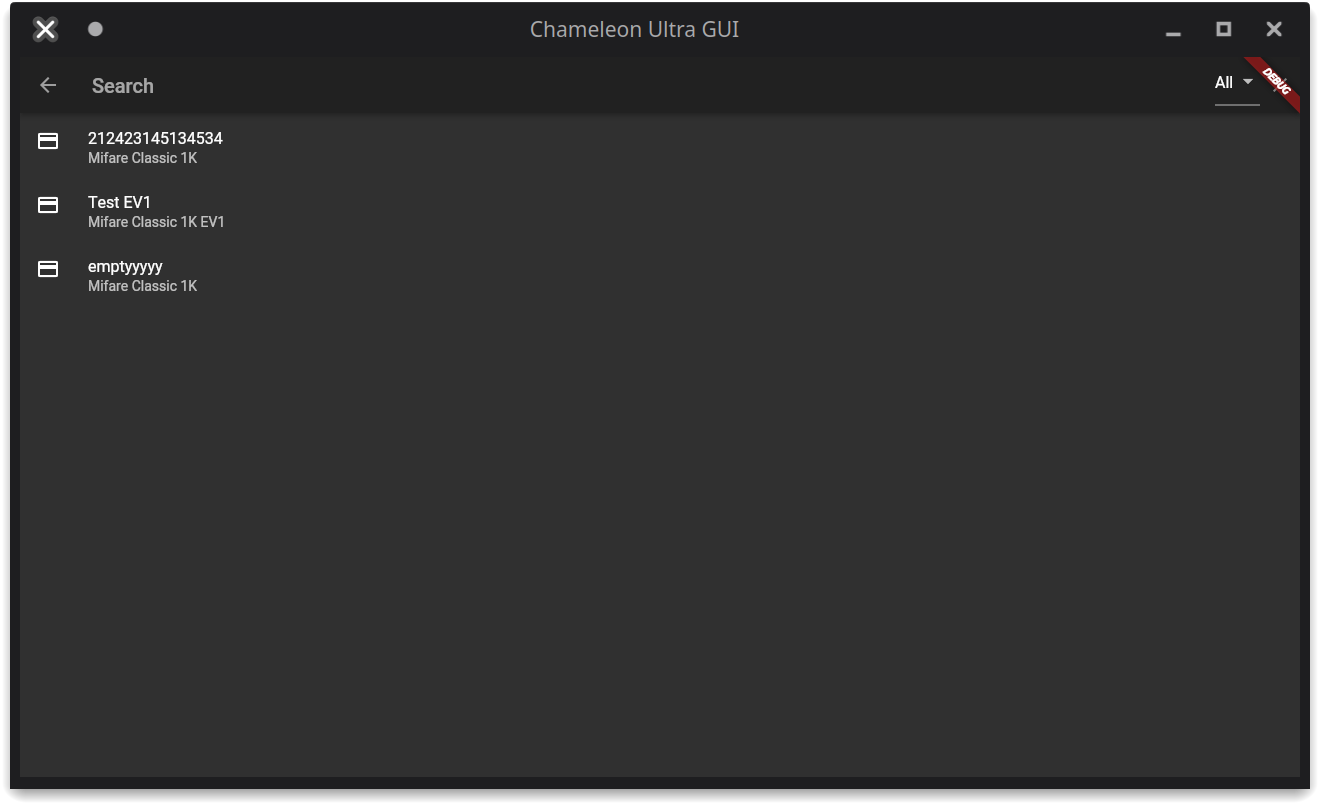 Chameleon Ultra GUI
Search
All
DEBUG
212423145134534
Mifare Classic 1K
Test EV1
Mifare Classic 1K EV1
emptyyyyy
Mifare Classic 1K